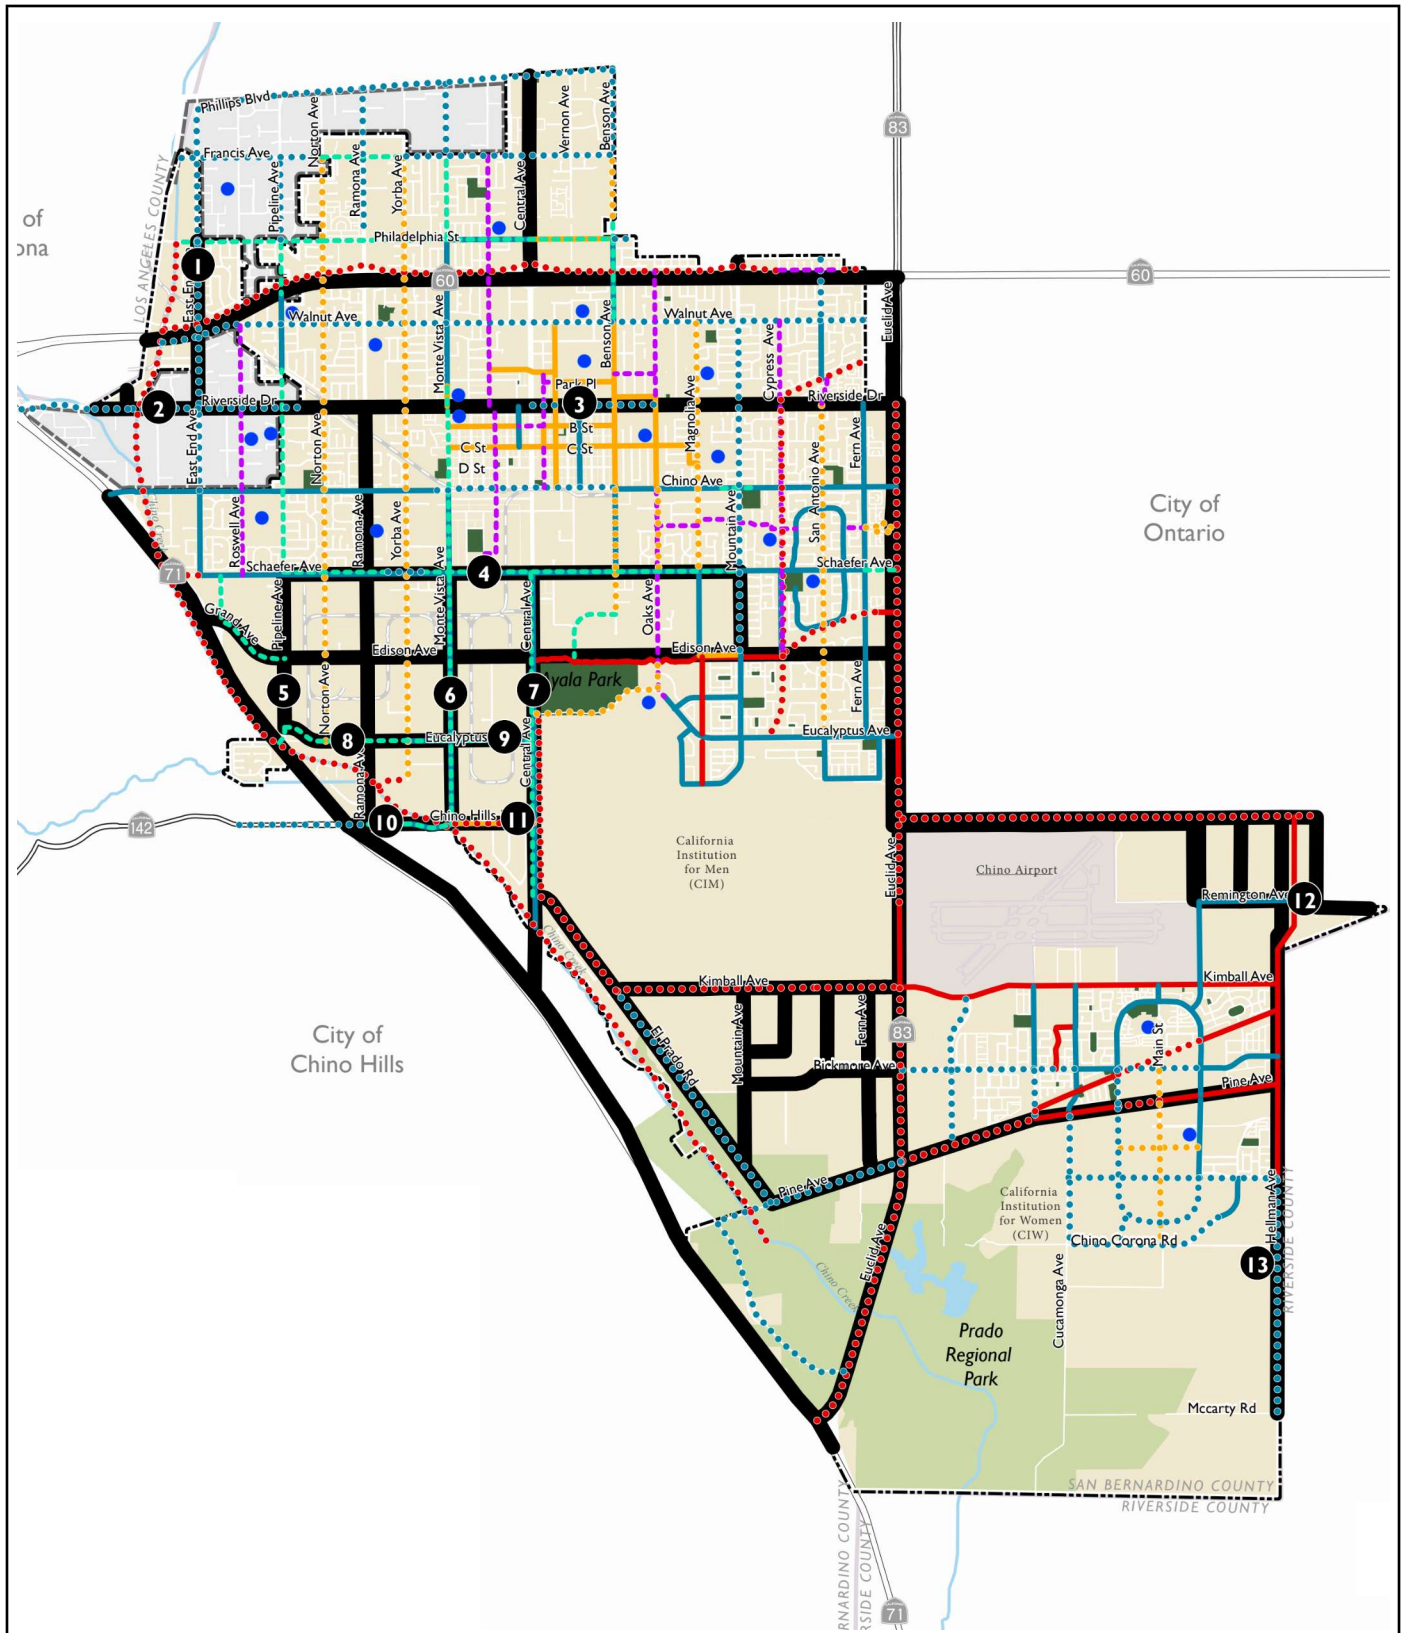 Phillips Blvd
Francis Ave
Norton Ave
Ramona Ave
Yorba Ave
Central Ave
Vernon Ave
Benson Ave
83
of
LOS ANGELES COUNTY
Pipeline Ave
Philadelphia St
1
60
60
Walnut Ave
Monte Vista Ave
Benson Ave
Walnut Ave
Cypress Ave
Euclid Ave
2
Riverside Dr
Park Pl
3
Riverside Dr
B St
C St
C St
D St
Magnolia Ave
East End Ave
Norton Ave
Chino Ave
San Antonio Ave
Fern Ave
City of
Ontario
Roswell Ave
Ramona Ave
Yorba Ave
Monte Vista Ave
Mountain Ave
Chino Creek
71
Schaefer Ave
4
Schaefer Ave
Grand Ave
Pipeline Ave
Central Ave
Oaks Ave
Edison Ave
Edison Ave
5
6
7
Ayala Park
Norton Ave
Fern Ave
8
Eucalyptus
9
Central Ave
Eucalyptus Ave
142
10
Chino Hills
11
California
Institution
for Men
(CIM)
Euclid Ave
Chino Airport
Remington Ave
12
Chino Creek
Kimball Ave
Kimball Ave
City of
Chino Hills
El Prado Rd
Mountain Ave
Fern Ave
83
Bickmore Ave
Main St
Pine Ave
Pine Ave
California
Institution
for Women
(CIW)
Chino Corona Rd
Hellman Ave
RIVERSIDE COUNTY
Euclid Ave
Chino Creek
13
Cucamonga Ave
Prado
Regional
Park
Mccarty Rd
SAN BERNARDINO COUNTY
RIVERSIDE COUNTY
71